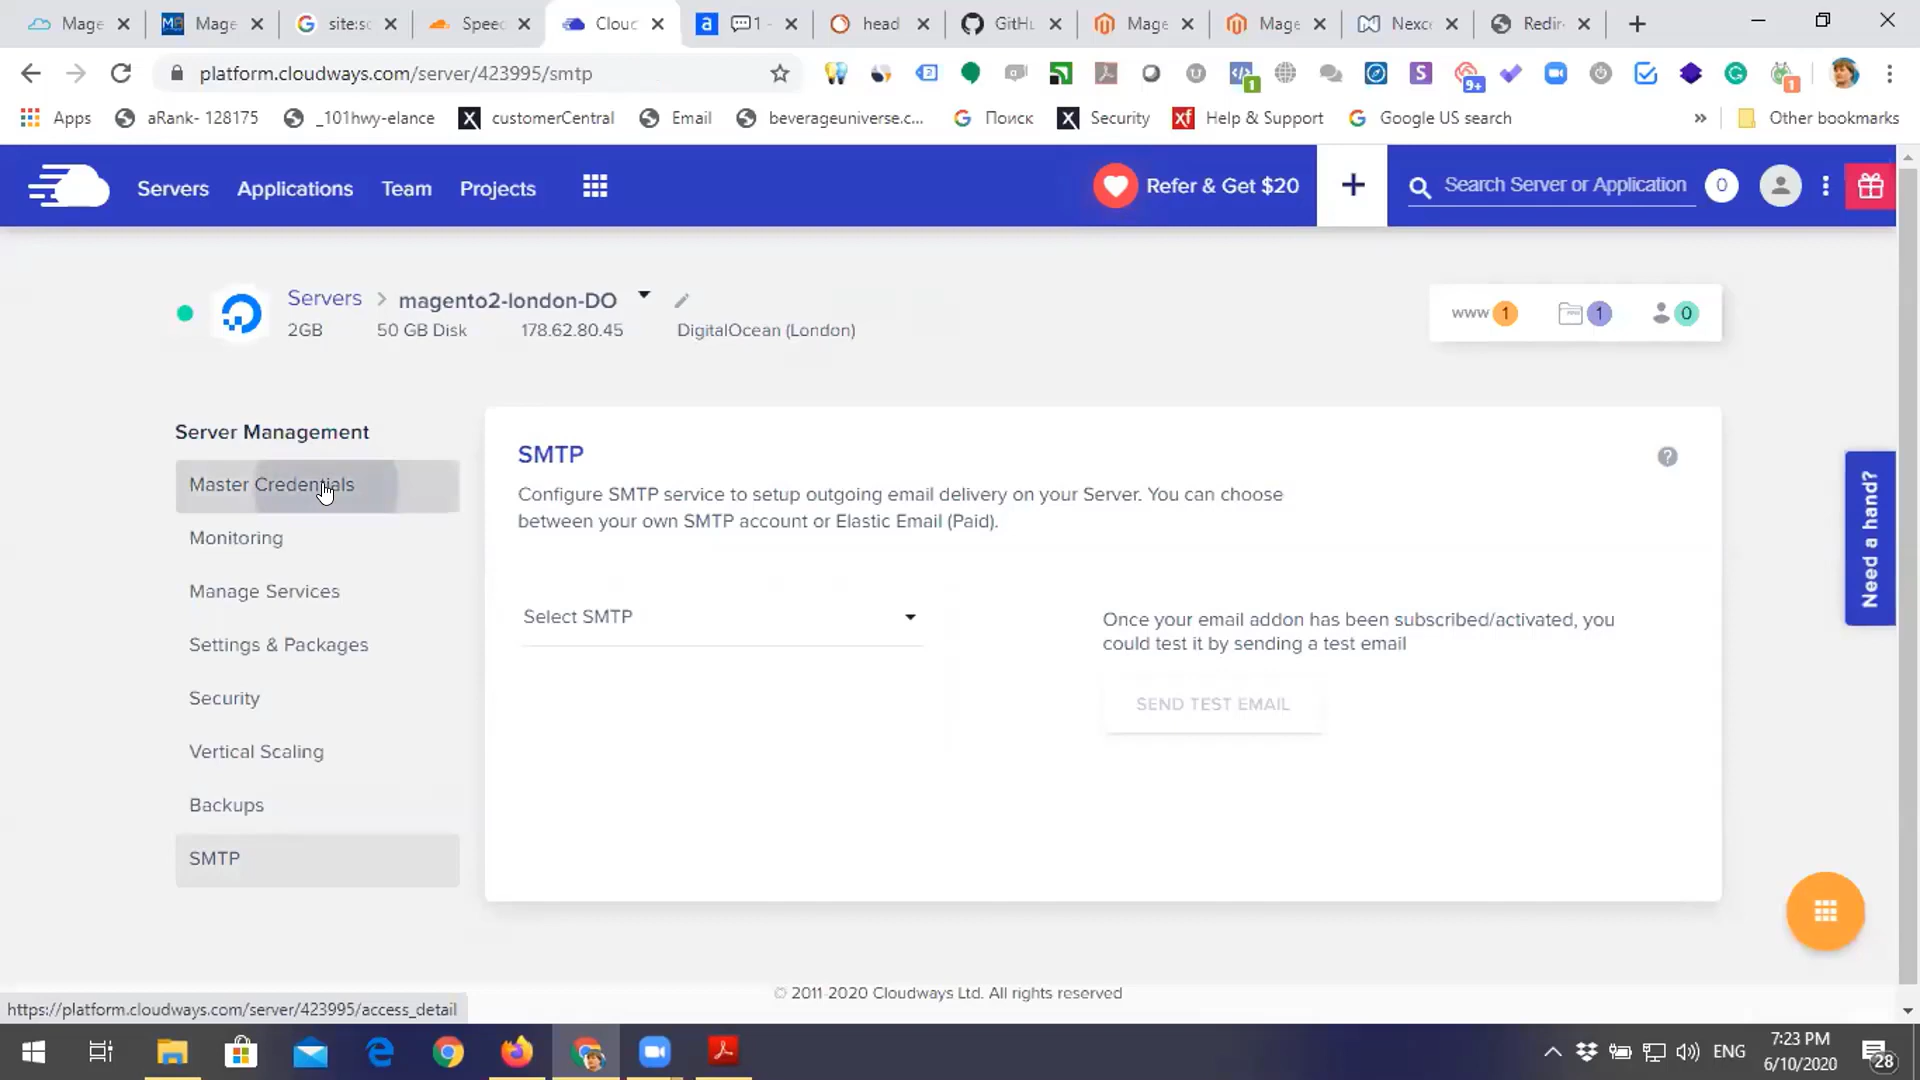 Mage
Mage
site:sc
Speec
Clouc
1 -
head
GitHu
Mage
Mage
Nexce
Redir
platform.cloudways.com/server/423995/smtp
Apps
aRank- 128175
_101hwy-elance
customerCentral
Email
beverageuniverse.c...
Поиск
Security
Help & Support
Google US search
»
Other bookmarks
Servers
Applications
Team
Projects
Refer & Get $20
+
Search Server or Application
0
Servers > magento2-london-DO
2GB
50 GB Disk
178.62.80.45
DigitalOcean (London)
www 1
1
0
Server Management
Master Credentials
Monitoring
Manage Services
Settings & Packages
Security
Vertical Scaling
Backups
SMTP
SMTP
Configure SMTP service to setup outgoing email delivery on your Server. You can choose
between your own SMTP account or Elastic Email (Paid).
Select SMTP
Once your email addon has been subscribed/activated, you
could test it by sending a test email
SEND TEST EMAIL
Need a hand?
© 2011-2020 Cloudways Ltd. All rights reserved
https://platform.cloudways.com/server/423995/access_detail
ENG
7:23 PM
6/10/2020
28